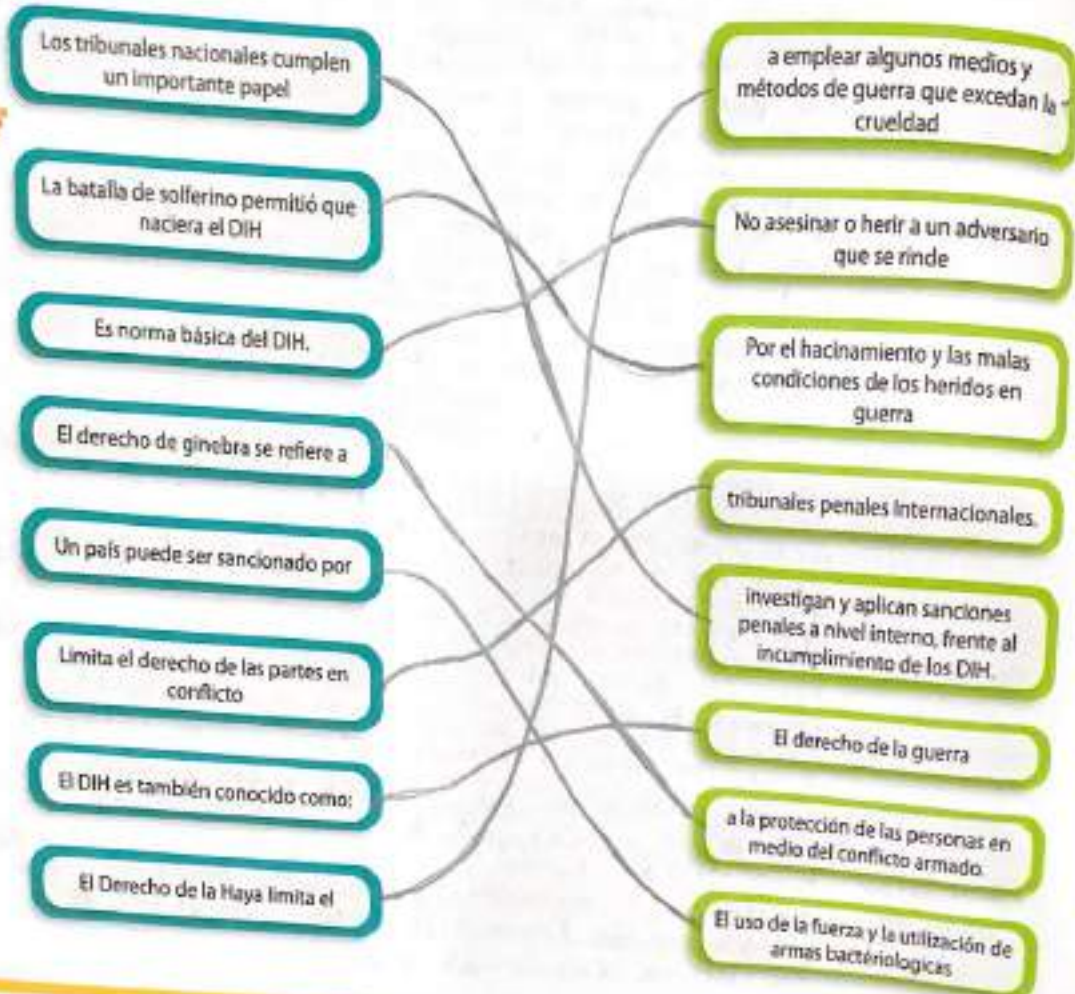 Los tribunales nacionales cumplen
un importante papel
La batalla de solferino permitió que
naciera el DIH
Es norma básica del DIH.
El derecho de ginebra se refiere a
Un país puede ser sancionado por
Limita el derecho de las partes en
conflicto
El DIH es también conocido como:
El Derecho de la Haya limita el
a emplear algunos medios y
métodos de guerra que excedan la
crueldad
No asesinar o herir a un adversario
que se rinde
Por el hacinamiento y las malas
condiciones de los heridos en
guerra
tribunales penales Internacionales.
investigan y aplican sanciones
penales a nivel interno, frente al
incumplimiento de los DIH.
El derecho de la guerra
a la protección de las personas en
medio del conflicto armado.
El uso de la fuerza y la utilización de
armas bactériologicas